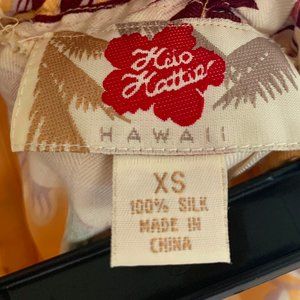 Hilo
Hattie
HAWAII
XS
100% SILK
MADE IN
CHINA